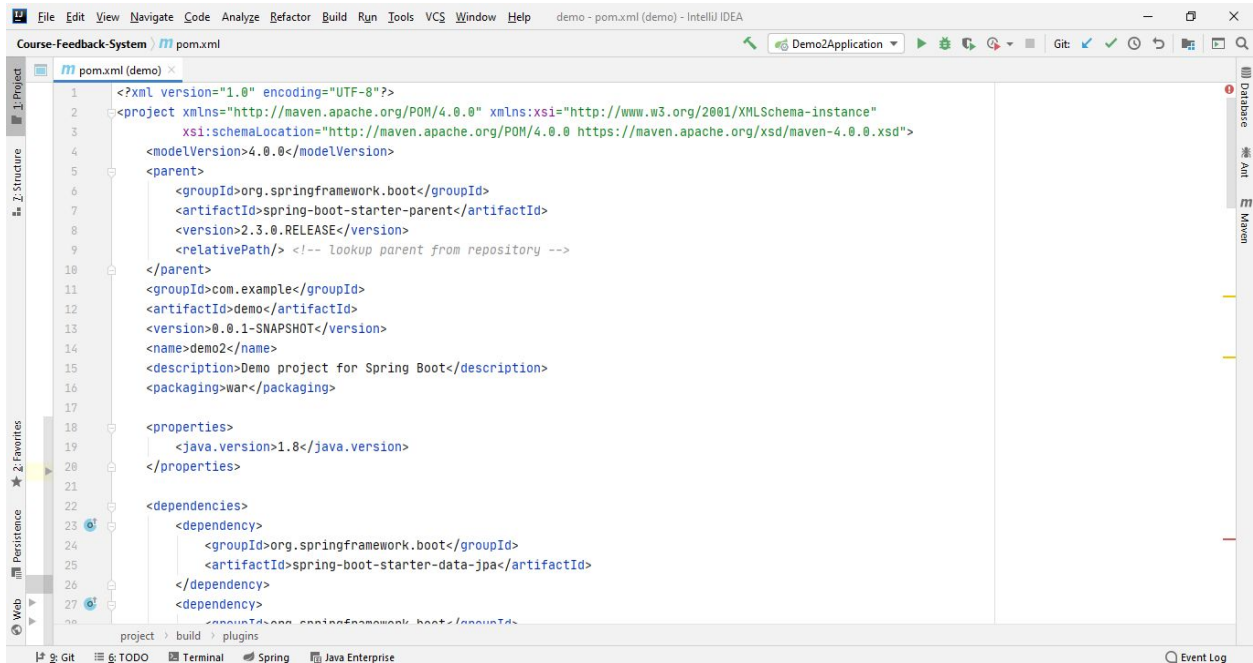 File Edit View Navigate Code Analyze Refactor Build Run Tools VCS Window Help demo - pom.xml (demo) - IntelliJ IDEA
Course-Feedback-System pom.xml
Demo2Application
Git:
pom.xml (demo)
1 <?xml version="1.0" encoding="UTF-8"?>
2 <project xmlns="http://maven.apache.org/POM/4.0.0" xmlns:xsi="http://www.w3.org/2001/XMLSchema-instance"
3 xsi:schemaLocation="http://maven.apache.org/POM/4.0.0 https://maven.apache.org/xsd/maven-4.0.0.xsd">
4 <modelVersion>4.0.0</modelVersion>
5 <parent>
6 <groupId>org.springframework.boot</groupId>
7 <artifactId>spring-boot-starter-parent</artifactId>
8 <version>2.3.0.RELEASE</version>
9 <relativePath/> <!-- lookup parent from repository -->
10 </parent>
11 <groupId>com.example</groupId>
12 <artifactId>demo</artifactId>
13 <version>0.0.1-SNAPSHOT</version>
14 <name>demo2</name>
15 <description>Demo project for Spring Boot</description>
16 <packaging>war</packaging>
17
18 <properties>
19 <java.version>1.8</java.version>
20 </properties>
21
22 <dependencies>
23 <dependency>
24 <groupId>org.springframework.boot</groupId>
25 <artifactId>spring-boot-starter-data-jpa</artifactId>
26 </dependency>
27 <dependency>
28 <groupId>org.springframework.boot</groupId>
project > build > plugins
9: Git 6: TODO Terminal Spring Java Enterprise Event Log
1: Project
7: Structure
2: Favorites
Persistence
Web
Database
Ant
Maven